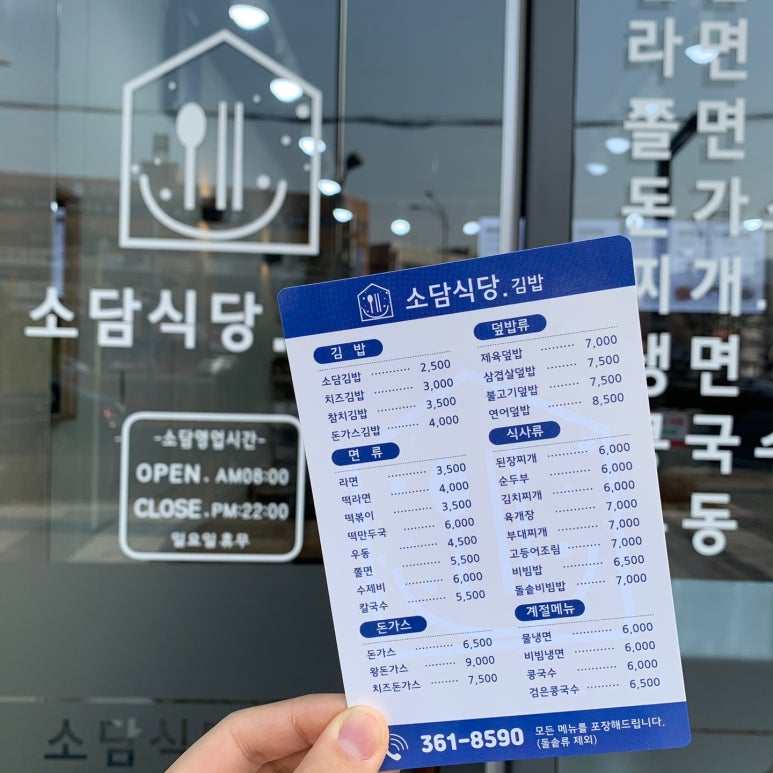 소담식당.
-소담영업시간-
OPEN. AM08:00
CLOSE. PM:22:00
일요일 휴무
소담식
라면
쫄면
돈가
찌개.
냉면
콩국
동
소담식당.김밥
김 밥
소담김밥 2,500
치즈김밥 3,000
참치김밥 3,500
돈가스김밥 4,000
면 류
라면 3,500
떡라면 4,000
떡볶이 3,500
떡만두국 6,000
우동 4,500
쫄면 5,500
수제비 6,000
칼국수 5,500
돈가스
돈가스 6,500
왕돈가스 9,000
치즈돈가스 7,500
덮밥류
제육덮밥 7,000
삼겹살덮밥 7,500
불고기덮밥 7,500
연어덮밥 8,500
식사류
된장찌개 6,000
순두부 6,000
김치찌개 6,000
육개장 7,000
부대찌개 7,000
고등어조림 7,000
비빔밥 6,500
돌솥비빔밥 7,000
계절메뉴
물냉면 6,000
비빔냉면 6,000
콩국수 6,000
검은콩국수 6,500
361-8590
모든 메뉴를 포장해드립니다.
(돌솥류 제외)